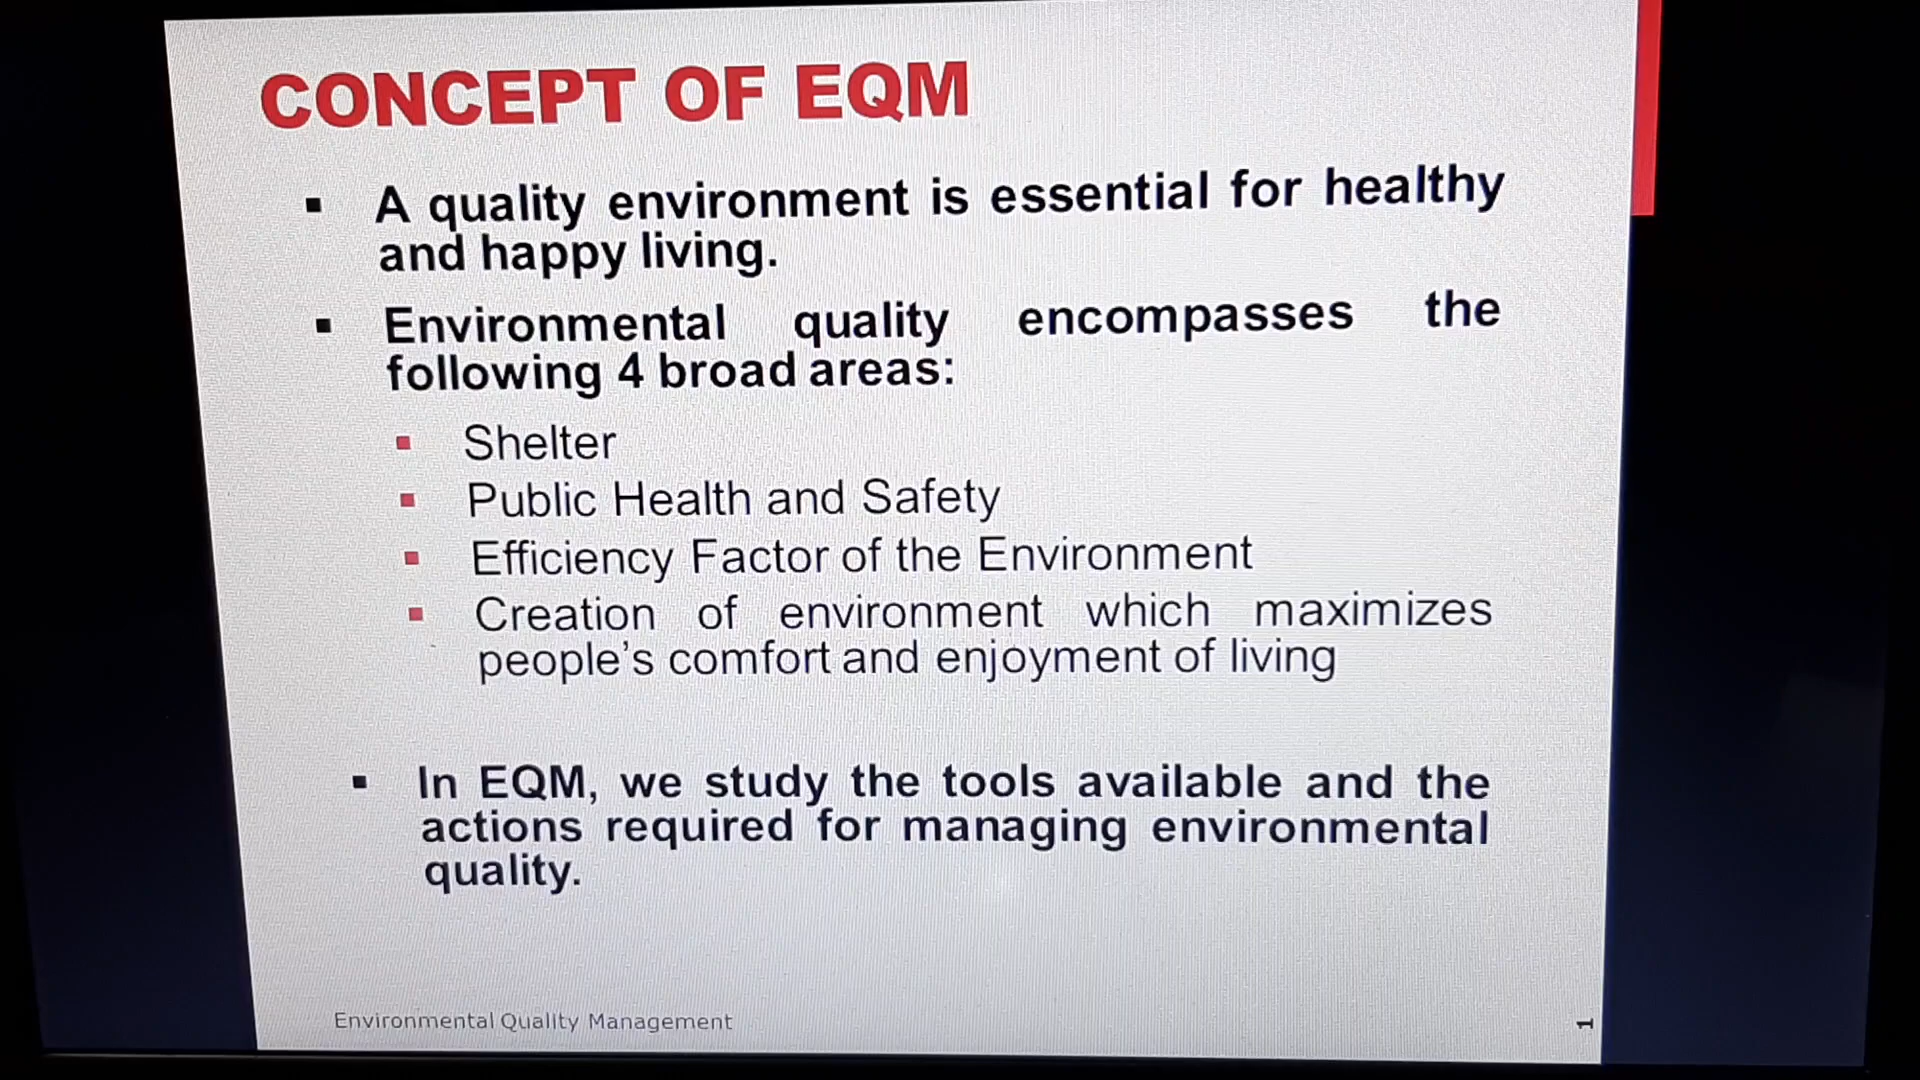 CONCEPT OF EQM
▪ A quality environment is essential for healthy
and happy living.
▪ Environmental quality encompasses the
following 4 broad areas:
▪ Shelter
▪ Public Health and Safety
▪ Efficiency Factor of the Environment
▪ Creation of environment which maximizes
people’s comfort and enjoyment of living
▪ In EQM, we study the tools available and the
actions required for managing environmental
quality.
Environmental Quality Management
1